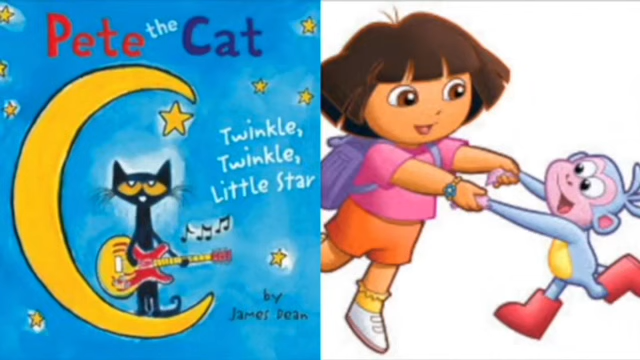 Pete the Cat
Twinkle,
Twinkle,
Little Star
by
James Dean